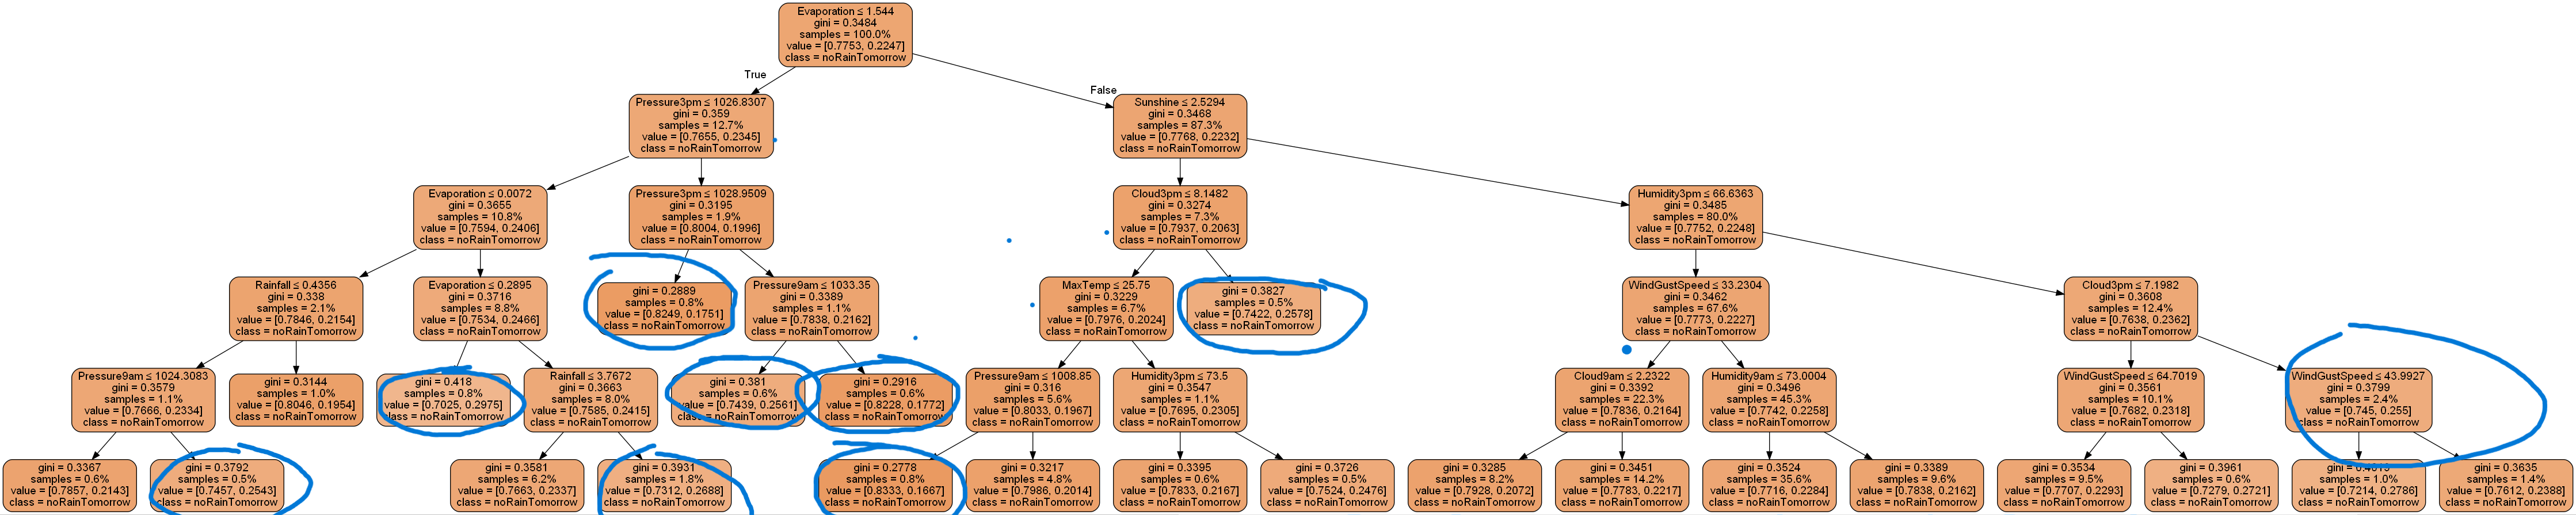 Evaporation ≤ 1.544
gini = 0.3484
samples = 100.0%
value = [0.7753, 0.2247]
class = noRainTomorrow
True
False
Pressure3pm ≤ 1026.8307
gini = 0.359
samples = 12.7%
value = [0.7655, 0.2345]
class = noRainTomorrow
Sunshine ≤ 2.5294
gini = 0.3468
samples = 87.3%
value = [0.7768, 0.2232]
class = noRainTomorrow
Evaporation ≤ 0.0072
gini = 0.3655
samples = 10.8%
value = [0.7594, 0.2406]
class = noRainTomorrow
Pressure3pm ≤ 1028.9509
gini = 0.3195
samples = 1.9%
value = [0.8004, 0.1996]
class = noRainTomorrow
Cloud3pm ≤ 8.1482
gini = 0.3274
samples = 7.3%
value = [0.7937, 0.2063]
class = noRainTomorrow
Humidity3pm ≤ 66.6363
gini = 0.3485
samples = 80.0%
value = [0.7752, 0.2248]
class = noRainTomorrow
Rainfall ≤ 0.4356
gini = 0.338
samples = 2.1%
value = [0.7846, 0.2154]
class = noRainTomorrow
Evaporation ≤ 0.2895
gini = 0.3716
samples = 8.8%
value = [0.7534, 0.2466]
class = noRainTomorrow
gini = 0.2889
samples = 0.8%
value = [0.8249, 0.1751]
class = noRainTomorrow
Pressure9am ≤ 1033.35
gini = 0.3389
samples = 1.1%
value = [0.7838, 0.2162]
class = noRainTomorrow
MaxTemp ≤ 25.75
gini = 0.3229
samples = 6.7%
value = [0.7976, 0.2024]
class = noRainTomorrow
gini = 0.3827
samples = 0.5%
value = [0.7422, 0.2578]
class = noRainTomorrow
WindGustSpeed ≤ 33.2304
gini = 0.3462
samples = 67.6%
value = [0.7773, 0.2227]
class = noRainTomorrow
Cloud3pm ≤ 7.1982
gini = 0.3608
samples = 12.4%
value = [0.7638, 0.2362]
class = noRainTomorrow
Pressure9am ≤ 1024.3083
gini = 0.3579
samples = 1.1%
value = [0.7666, 0.2334]
class = noRainTomorrow
gini = 0.3144
samples = 1.0%
value = [0.8046, 0.1954]
class = noRainTomorrow
gini = 0.418
samples = 0.8%
value = [0.7025, 0.2975]
class = noRainTomorrow
Rainfall ≤ 3.7672
gini = 0.3663
samples = 8.0%
value = [0.7585, 0.2415]
class = noRainTomorrow
gini = 0.381
samples = 0.6%
value = [0.7439, 0.2561]
class = noRainTomorrow
gini = 0.2916
samples = 0.6%
value = [0.8228, 0.1772]
class = noRainTomorrow
Pressure9am ≤ 1008.85
gini = 0.316
samples = 5.6%
value = [0.8033, 0.1967]
class = noRainTomorrow
Humidity3pm ≤ 73.5
gini = 0.3547
samples = 1.1%
value = [0.7695, 0.2305]
class = noRainTomorrow
Cloud9am ≤ 2.2322
gini = 0.3392
samples = 22.3%
value = [0.7836, 0.2164]
class = noRainTomorrow
Humidity9am ≤ 73.0004
gini = 0.3496
samples = 45.3%
value = [0.7742, 0.2258]
class = noRainTomorrow
WindGustSpeed ≤ 64.7019
gini = 0.3561
samples = 10.1%
value = [0.7682, 0.2318]
class = noRainTomorrow
WindGustSpeed ≤ 43.9927
gini = 0.3799
samples = 2.4%
value = [0.745, 0.255]
class = noRainTomorrow
gini = 0.3367
samples = 0.6%
value = [0.7857, 0.2143]
class = noRainTomorrow
gini = 0.3792
samples = 0.5%
value = [0.7457, 0.2543]
class = noRainTomorrow
gini = 0.3581
samples = 6.2%
value = [0.7663, 0.2337]
class = noRainTomorrow
gini = 0.3931
samples = 1.8%
value = [0.7312, 0.2688]
class = noRainTomorrow
gini = 0.2778
samples = 0.8%
value = [0.8333, 0.1667]
class = noRainTomorrow
gini = 0.3217
samples = 4.8%
value = [0.7986, 0.2014]
class = noRainTomorrow
gini = 0.3395
samples = 0.6%
value = [0.7833, 0.2167]
class = noRainTomorrow
gini = 0.3726
samples = 0.5%
value = [0.7524, 0.2476]
class = noRainTomorrow
gini = 0.3285
samples = 8.2%
value = [0.7928, 0.2072]
class = noRainTomorrow
gini = 0.3451
samples = 14.2%
value = [0.7783, 0.2217]
class = noRainTomorrow
gini = 0.3524
samples = 35.6%
value = [0.7716, 0.2284]
class = noRainTomorrow
gini = 0.3389
samples = 9.6%
value = [0.7838, 0.2162]
class = noRainTomorrow
gini = 0.3534
samples = 9.5%
value = [0.7707, 0.2293]
class = noRainTomorrow
gini = 0.3961
samples = 0.6%
value = [0.7279, 0.2721]
class = noRainTomorrow
gini =
samples = 1.0%
value = [0.7214, 0.2786]
class = noRainTomorrow
gini = 0.3635
samples = 1.4%
value = [0.7612, 0.2388]
class = noRainTomorrow